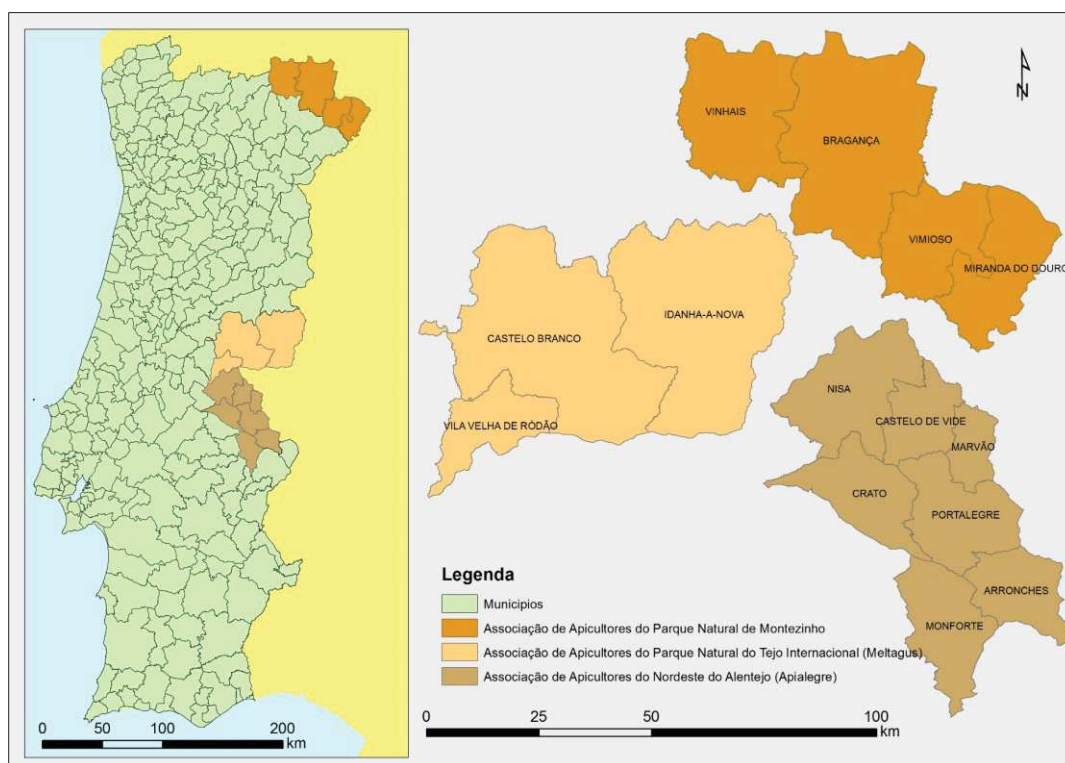 N
VINHAIS
BRAGANÇA
VIMIOSO
MIRANDA DO DOURO
IDANHA-A-NOVA
CASTELO BRANCO
VILA VELHA DE RÓDÃO
NISA
CASTELO DE VIDE
MARVÃO
CRATO
PORTALEGRE
ARRONCHES
MONFORTE
Legenda
Municipios
Associação de Apicultores do Parque Natural de Montezinho
Associação de Apicultores do Parque Natural do Tejo Internacional (Meltagus)
Associação de Apicultores do Nordeste do Alentejo (Apialegre)
0 50 100 200
km
0 25 50 100
km